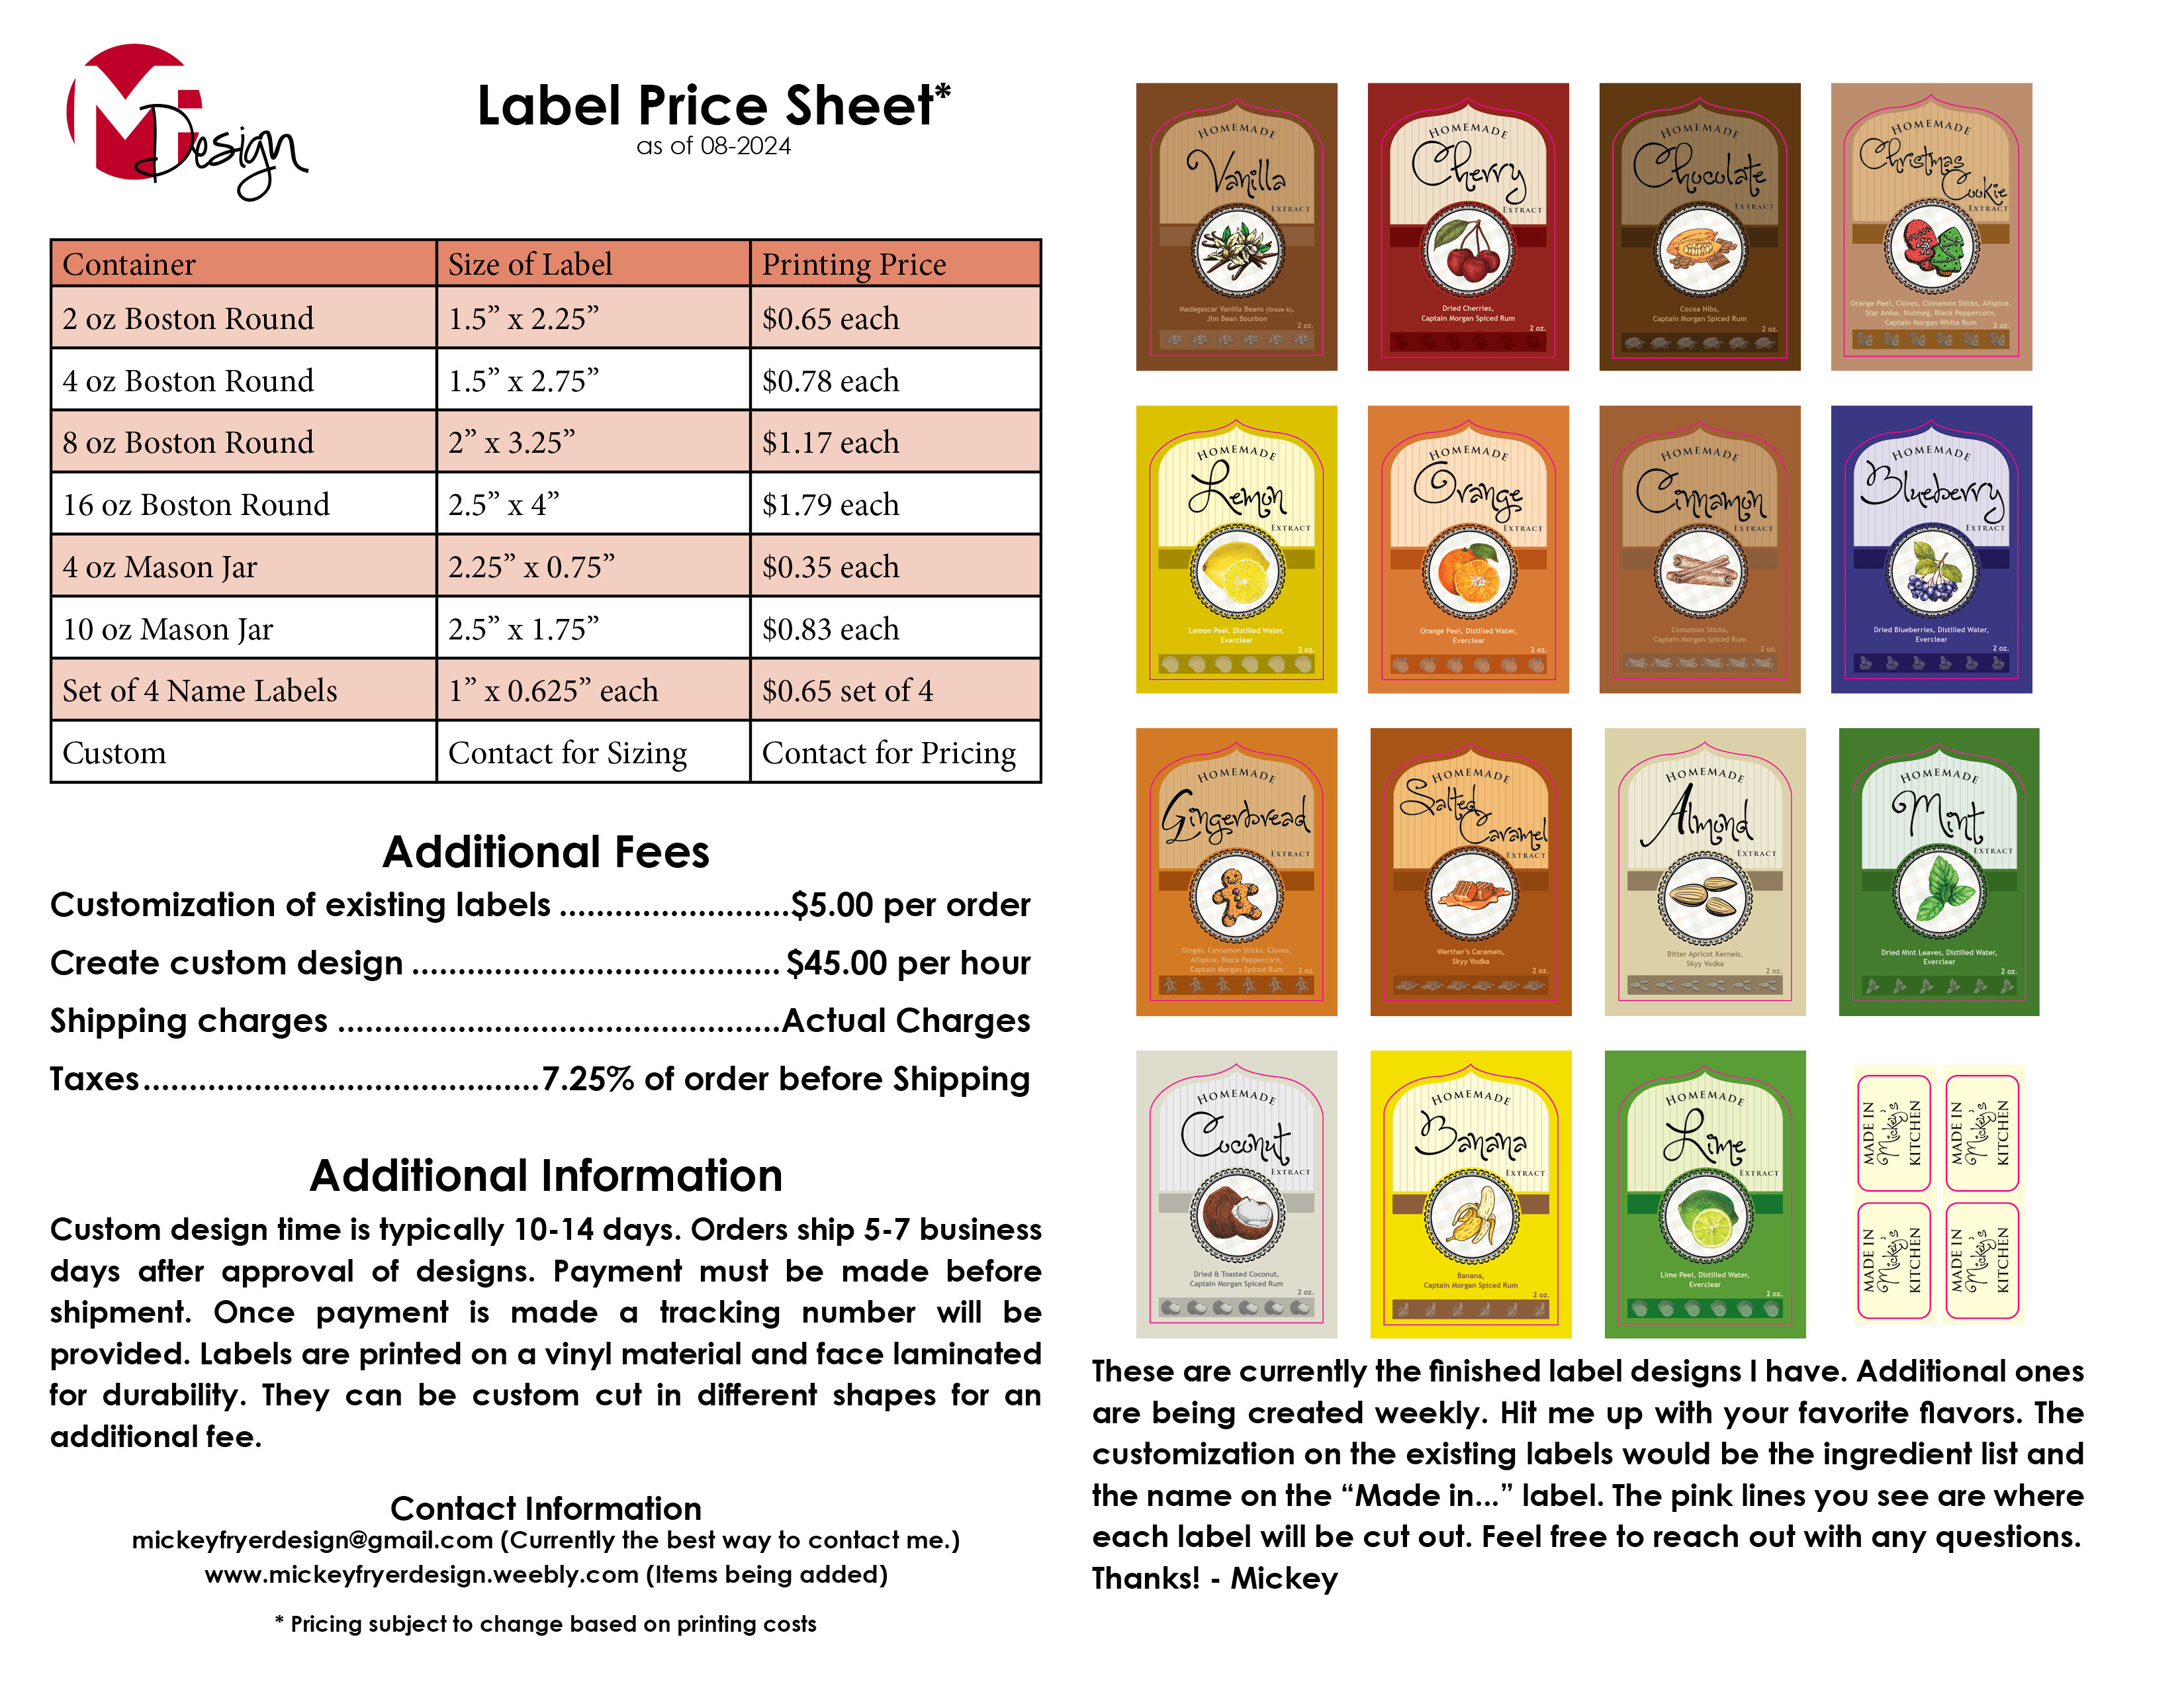 M Design
Label Price Sheet*
as of 08-2024
Container Size of Label Printing Price
2 oz Boston Round 1.5” x 2.25” $0.65 each
4 oz Boston Round 1.5” x 2.75” $0.78 each
8 oz Boston Round 2” x 3.25” $1.17 each
16 oz Boston Round 2.5” x 4” $1.79 each
4 oz Mason Jar 2.25” x 0.75” $0.35 each
10 oz Mason Jar 2.5” x 1.75” $0.83 each
Set of 4 Name Labels 1” x 0.625” each $0.65 set of 4
Custom Contact for Sizing Contact for Pricing
Additional Fees
Customization of existing labels .........................$5.00 per order
Create custom design ........................................ $45.00 per hour
Shipping charges ................................................Actual Charges
Taxes...........................................7.25% of order before Shipping
Additional Information
Custom design time is typically 10-14 days. Orders ship 5-7 business
days after approval of designs. Payment must be made before
shipment. Once payment is made a tracking number will be
provided. Labels are printed on a vinyl material and face laminated
for durability. They can be custom cut in different shapes for an
additional fee.
Contact Information
mickeyfryerdesign@gmail.com (Currently the best way to contact me.)
www.mickeyfryerdesign.weebly.com (Items being added)
* Pricing subject to change based on printing costs
HOMEMADE
Vanilla
EXTRACT
Madagascar Vanilla Beans (Grade A),
Jim Bean Bourbon
2 oz.
HOMEMADE
Cherry
EXTRACT
Dried Cherries,
Captain Morgan Spiced Rum
2 oz.
HOMEMADE
Chocolate
EXTRACT
Cocoa Nibs,
Captain Morgan Spiced Rum
2 oz.
HOMEMADE
Christmas
Cookie
EXTRACT
Orange Peel, Cloves, Cinnamon Sticks, Allspice,
Star Anise, Nutmeg, Black Peppercorn,
Captain Morgan White Rum
2 oz.
HOMEMADE
Lemon
EXTRACT
Lemon Peel, Distilled Water,
Everclear
2 oz.
HOMEMADE
Orange
EXTRACT
Orange Peel, Distilled Water,
Everclear
2 oz.
HOMEMADE
Cinnamon
EXTRACT
Cinnamon Sticks,
Captain Morgan Spiced Rum
2 oz.
HOMEMADE
Blueberry
EXTRACT
Dried Blueberries, Distilled Water,
Everclear
2 oz.
HOMEMADE
Gingerbread
EXTRACT
Ginger, Cinnamon Sticks, Cloves,
Allspice, Black Peppercorn,
Captain Morgan Spiced Rum
2 oz.
HOMEMADE
Salted
Caramel
EXTRACT
Werther's Caramels,
Skyy Vodka
2 oz.
HOMEMADE
Almond
EXTRACT
Bitter Apricot Kernels,
Skyy Vodka
2 oz.
HOMEMADE
Mint
EXTRACT
Dried Mint Leaves, Distilled Water,
Everclear
2 oz.
HOMEMADE
Coconut
EXTRACT
Dried & Toasted Coconut,
Captain Morgan Spiced Rum
2 oz.
HOMEMADE
Banana
EXTRACT
Banana,
Captain Morgan Spiced Rum
2 oz.
HOMEMADE
Lime
EXTRACT
Lime Peel, Distilled Water,
Everclear
2 oz.
MADE IN
Mickey's
KITCHEN
MADE IN
Mickey's
KITCHEN
MADE IN
Mickey's
KITCHEN
MADE IN
Mickey's
KITCHEN
These are currently the finished label designs I have. Additional ones
are being created weekly. Hit me up with your favorite flavors. The
customization on the existing labels would be the ingredient list and
the name on the “Made in...” label. The pink lines you see are where
each label will be cut out. Feel free to reach out with any questions.
Thanks! - Mickey